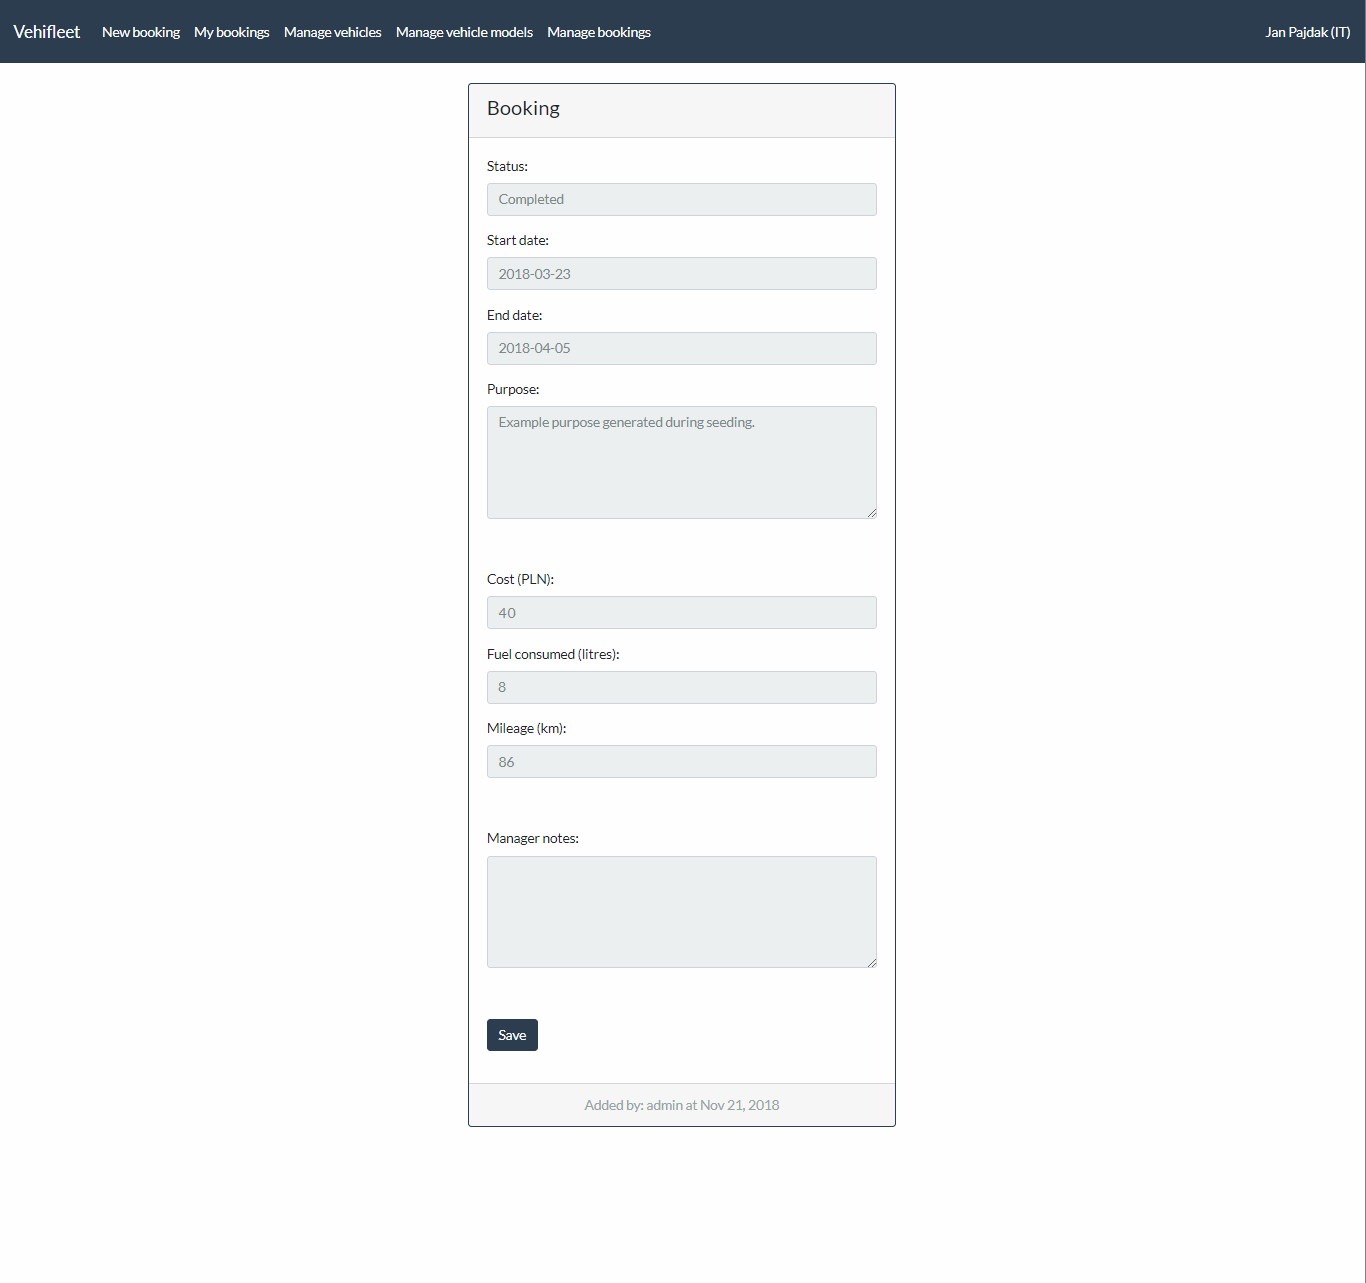 Vehifleet New booking My bookings Manage vehicles Manage vehicle models Manage bookings Jan Pajdak (IT)
Booking
Status:
Completed
Start date:
2018-03-23
End date:
2018-04-05
Purpose:
Example purpose generated during seeding.
Cost (PLN):
40
Fuel consumed (litres):
8
Mileage (km):
86
Manager notes:
Save
Added by: admin at Nov 21, 2018